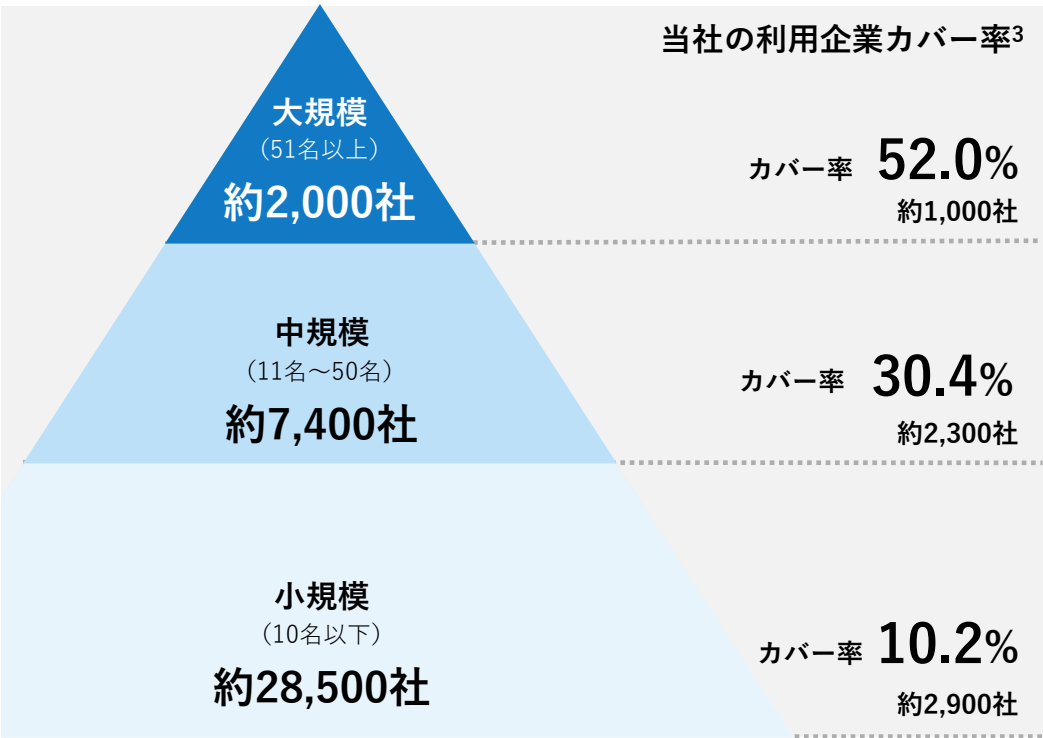 当社の利用企業カバー率3
大規模
（51名以上）
約2,000社
カバー率 52.0%
約1,000社
中規模
（11名～50名）
約7,400社
カバー率 30.4%
約2,300社
小規模
（10名以下）
約28,500社
カバー率 10.2%
約2,900社